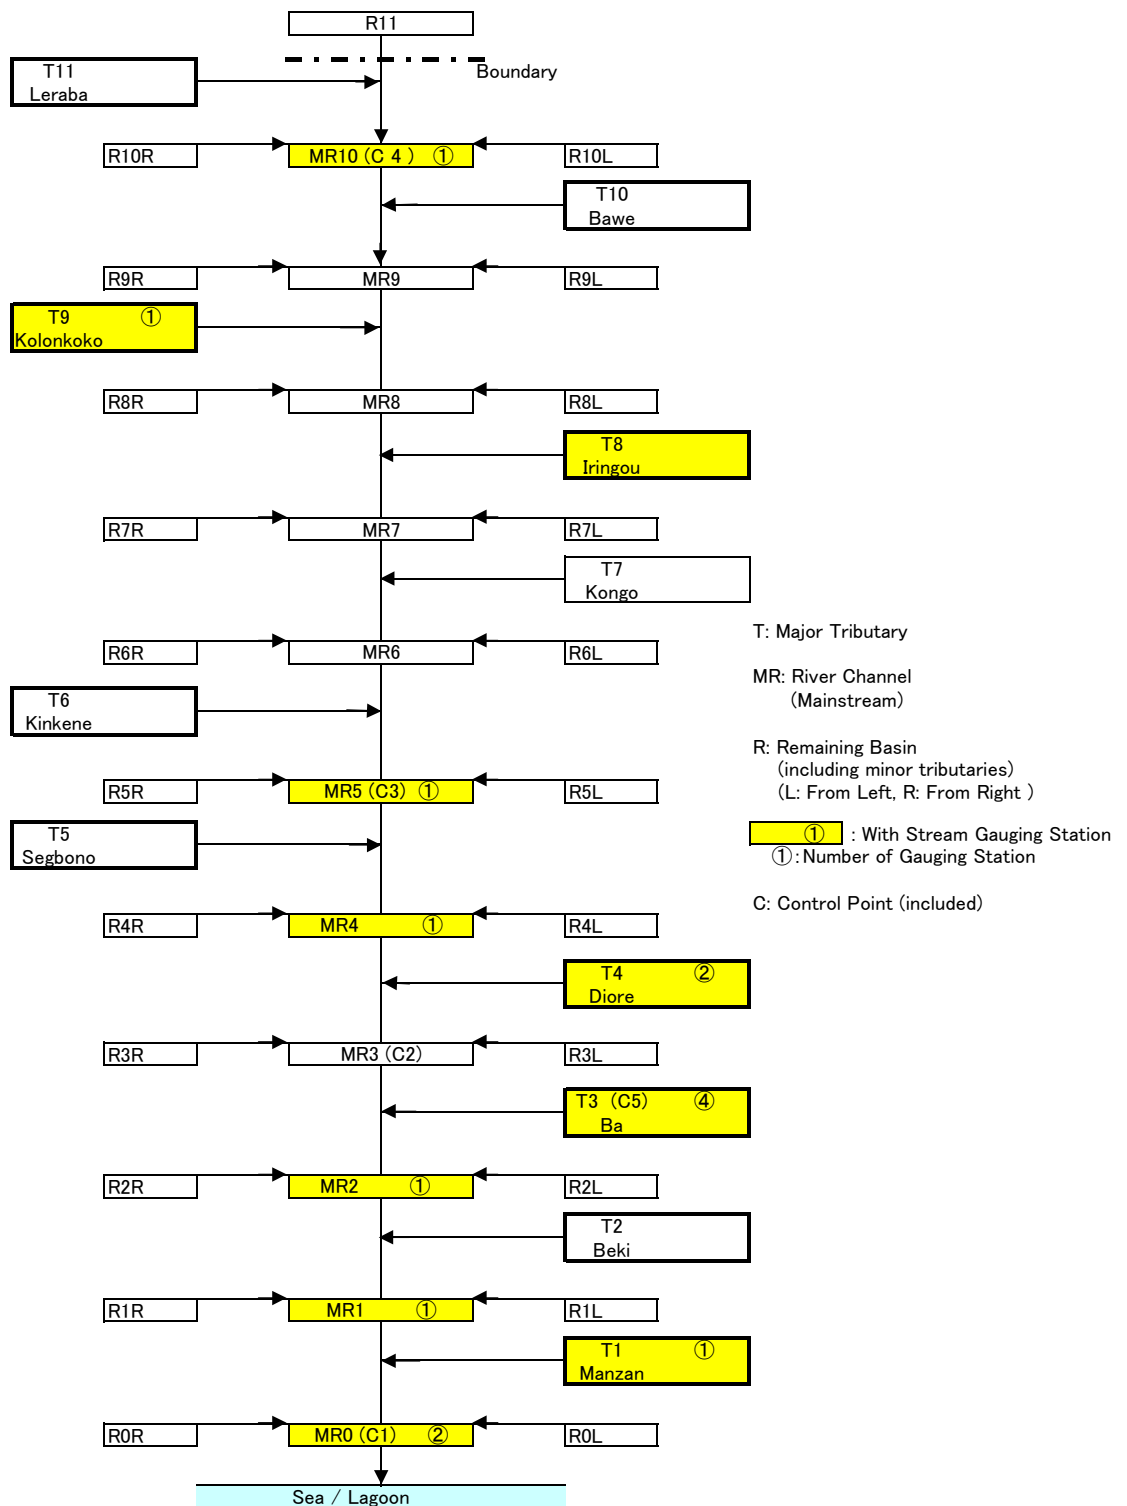 R11
Boundary
T11
Leraba
R10R
MR10 (C 4 ) ①
R10L
T10
Bawe
R9R
MR9
R9L
T9 ①
Kolonkoko
R8R
MR8
R8L
T8
Iringou
R7R
MR7
R7L
T7
Kongo
T: Major Tributary
R6R
MR6
R6L
MR: River Channel
(Mainstream)
T6
Kinkene
R: Remaining Basin
(including minor tributaries)
(L: From Left, R: From Right )
R5R
MR5 (C3) ①
R5L
T5
Segbono
① : With Stream Gauging Station
①:Number of Gauging Station
C: Control Point (included)
R4R
MR4 ①
R4L
T4 ②
Diore
R3R
MR3 (C2)
R3L
T3 (C5) ④
Ba
R2R
MR2 ①
R2L
T2
Beki
R1R
MR1 ①
R1L
T1 ①
Manzan
R0R
MR0 (C1) ②
R0L
Sea / Lagoon